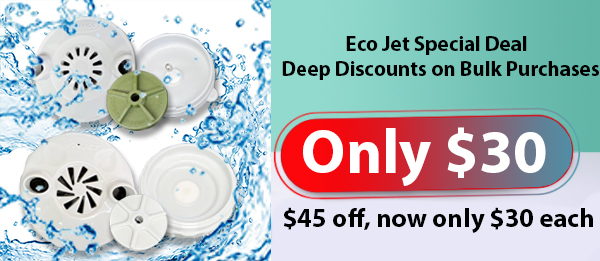 Eco Jet Special Deal
Deep Discounts on Bulk Purchases
Only $30
$45 off, now only $30 each